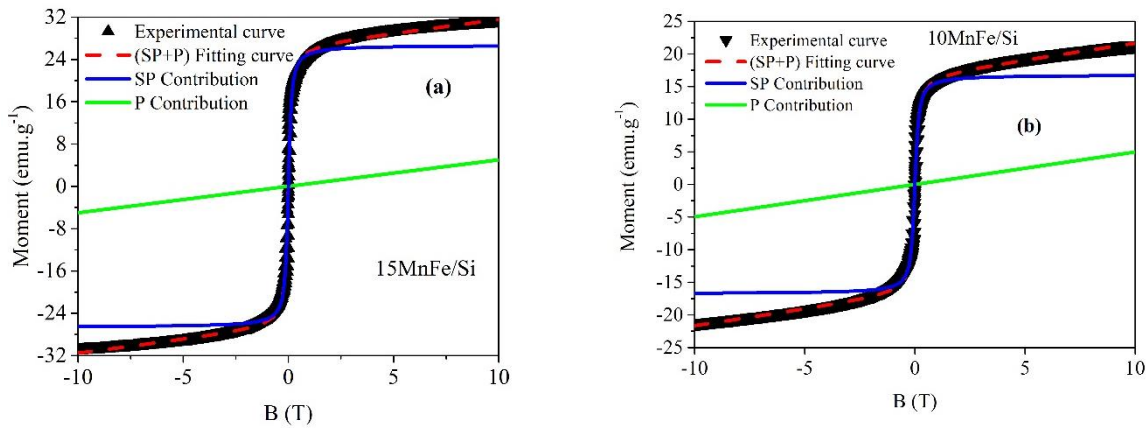 32
24
16
8
0
-8
-16
-24
-32
Moment (emu.g-1)
Experimental curve
(SP+P) Fitting curve
SP Contribution
P Contribution
(a)
15MnFe/Si
-10
-5
0
5
10
B (T)
25
20
15
10
5
0
-5
-10
-15
-20
-25
Moment (emu.g-1)
10MnFe/Si
Experimental curve
(SP+P) Fitting curve
SP Contribution
P Contribution
(b)
-10
-5
0
5
10
B (T)